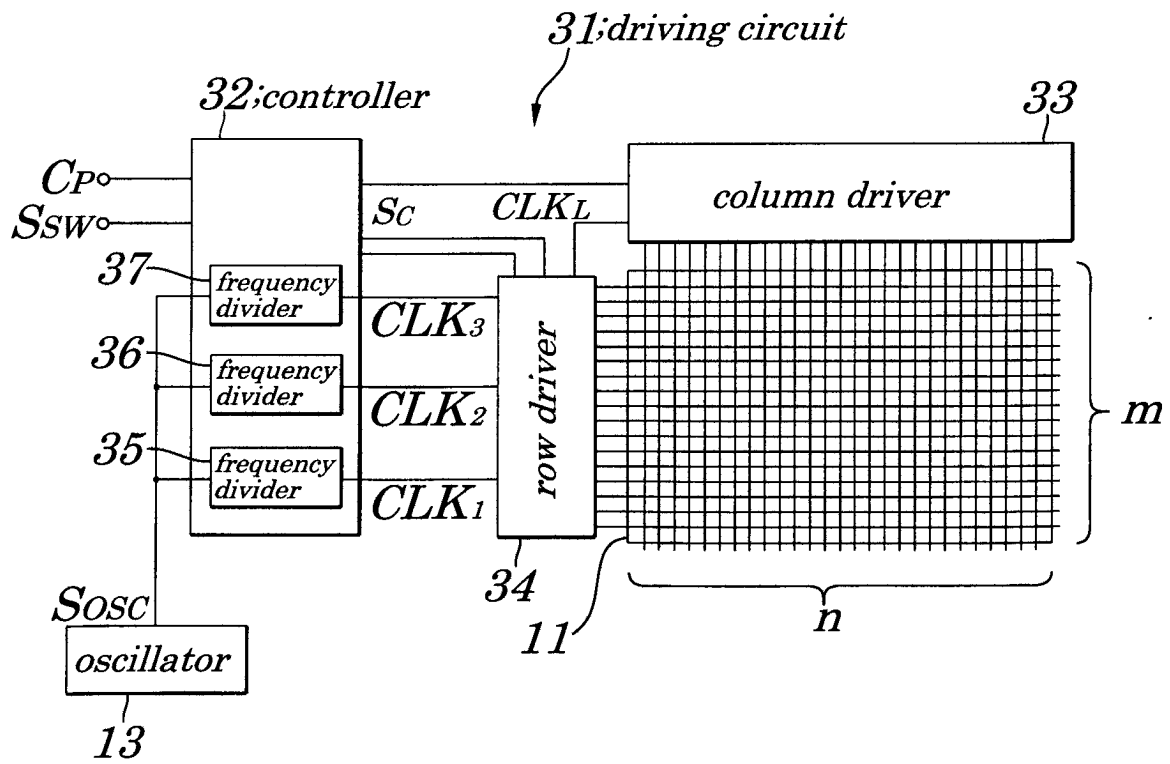 31;driving circuit
32;controller
33
CP
SSW
column driver
SC
CLKL
37
frequency
divider
CLK3
36
frequency
divider
CLK2
35
frequency
divider
CLK1
row driver
m
34
11
n
SOSC
oscillator
13